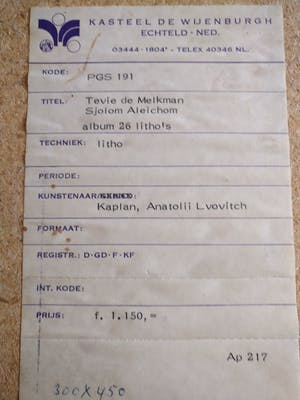 KASTEEL DE WIJENBURGH
ECHTELD - NED.
03444-1804* - TELEX 40346 NL.
KODE: PGS 191
TITEL: Tevie de Melkman
Sjolom Aleichom
album 26 litho's
TECHNIEK: litho
PERIODE:
KUNSTENAAR/
Kaplan, Anatolii Lvovitch
FORMAAT:
REGISTR.: D-GD-F-KF
INT. KODE:
PRIJS: f. 1.150,=
Ap 217
300 X 450